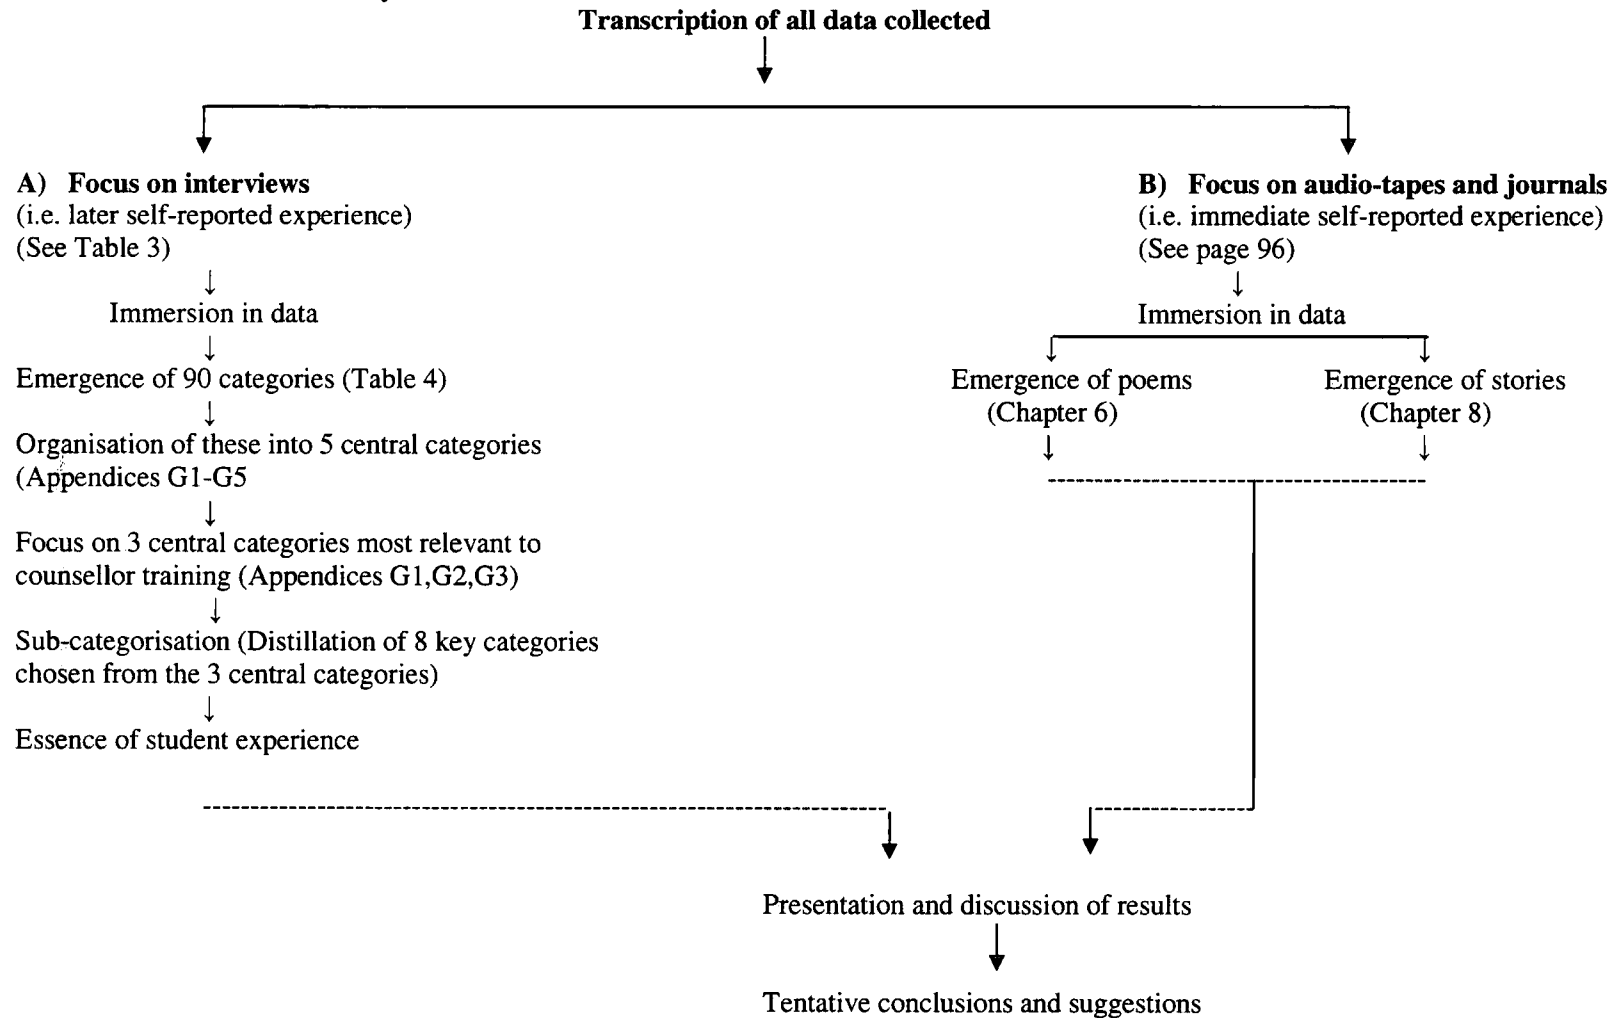 Transcription of all data collected
A) Focus on interviews
(i.e. later self-reported experience)
(See Table 3)
Immersion in data
Emergence of 90 categories (Table 4)
Organisation of these into 5 central categories
(Appendices G1-G5
Focus on 3 central categories most relevant to
counsellor training (Appendices G1,G2,G3)
Sub-categorisation (Distillation of 8 key categories
chosen from the 3 central categories)
Essence of student experience
B) Focus on audio-tapes and journals
(i.e. immediate self-reported experience)
(See page 96)
Immersion in data
Emergence of poems
(Chapter 6)
Emergence of stories
(Chapter 8)
Presentation and discussion of results
Tentative conclusions and suggestions